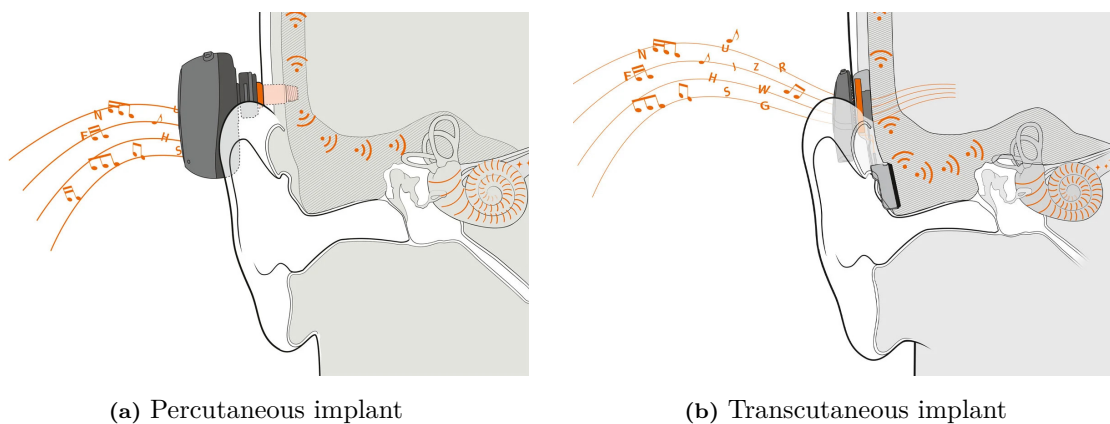 N U
F
H
S
(a) Percutaneous implant
N U R
F I Z
H W
S G
(b) Transcutaneous implant